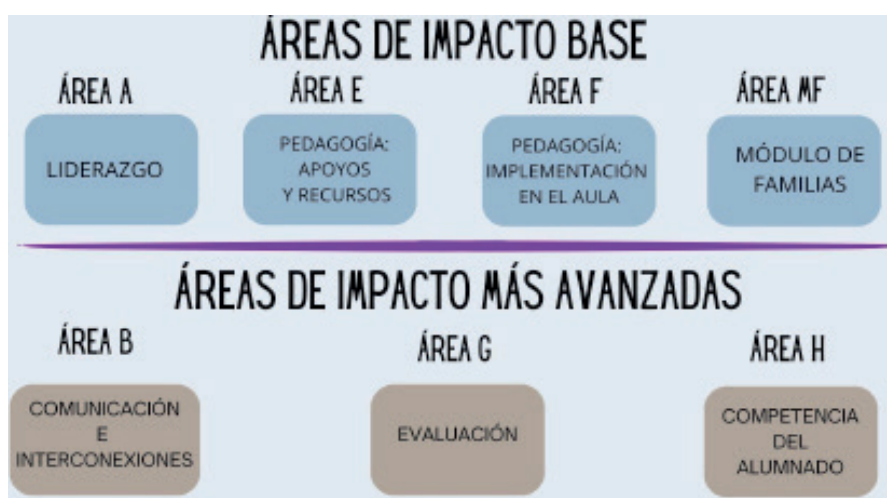 ÁREAS DE IMPACTO BASE
ÁREA A
ÁREA E
ÁREA F
ÁREA MF
LIDERAZGO
PEDAGOGÍA:
APOYOS
Y RECURSOS
PEDAGOGÍA:
IMPLEMENTACIÓN
EN EL AULA
MÓDULO DE
FAMILIAS
ÁREAS DE IMPACTO MÁS AVANZADAS
ÁREA B
ÁREA G
ÁREA H
COMUNICACIÓN
E
INTERCONEXIONES
EVALUACIÓN
COMPETENCIA
DEL
ALUMNADO